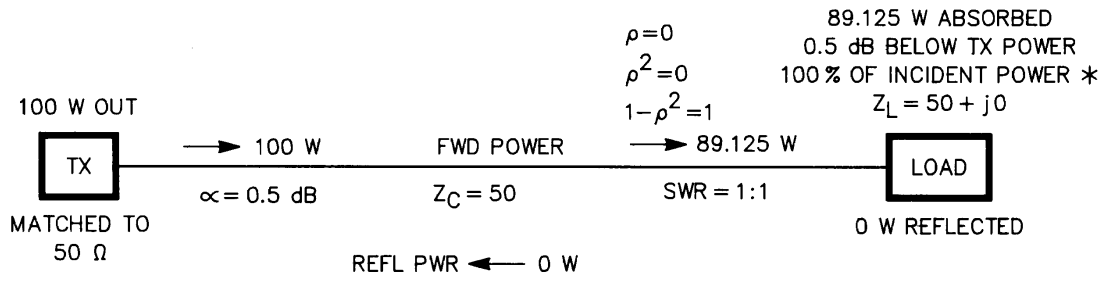 89.125 W ABSORBED
ρ=0
0.5 dB BELOW TX POWER
ρ²=0
100 % OF INCIDENT POWER *
100 W OUT
1-ρ²=1
Z_L = 50 + j0
TX
100 W
FWD POWER
89.125 W
LOAD
∝= 0.5 dB
Z_C = 50
SWR = 1:1
MATCHED TO
50 Ω
0 W REFLECTED
REFL PWR ← 0 W